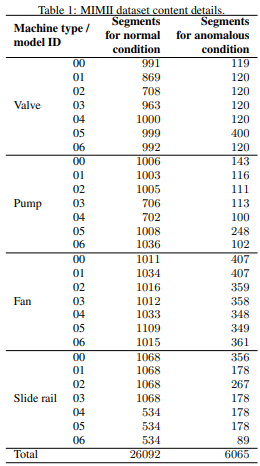 Table 1: MIMII dataset content details.
Machine type / model ID Segments for normal condition Segments for anomalous condition
Valve
00 991 119
01 869 120
02 708 120
03 963 120
04 1000 120
05 999 400
06 992 120
Pump
00 1006 143
01 1003 116
02 1005 111
03 706 113
04 702 100
05 1008 248
06 1036 102
Fan
00 1011 407
01 1034 407
02 1016 359
03 1012 358
04 1033 348
05 1109 349
06 1015 361
Slide rail
00 1068 356
01 1068 178
02 1068 267
03 1068 178
04 534 178
05 534 178
06 534 89
Total 26092 6065